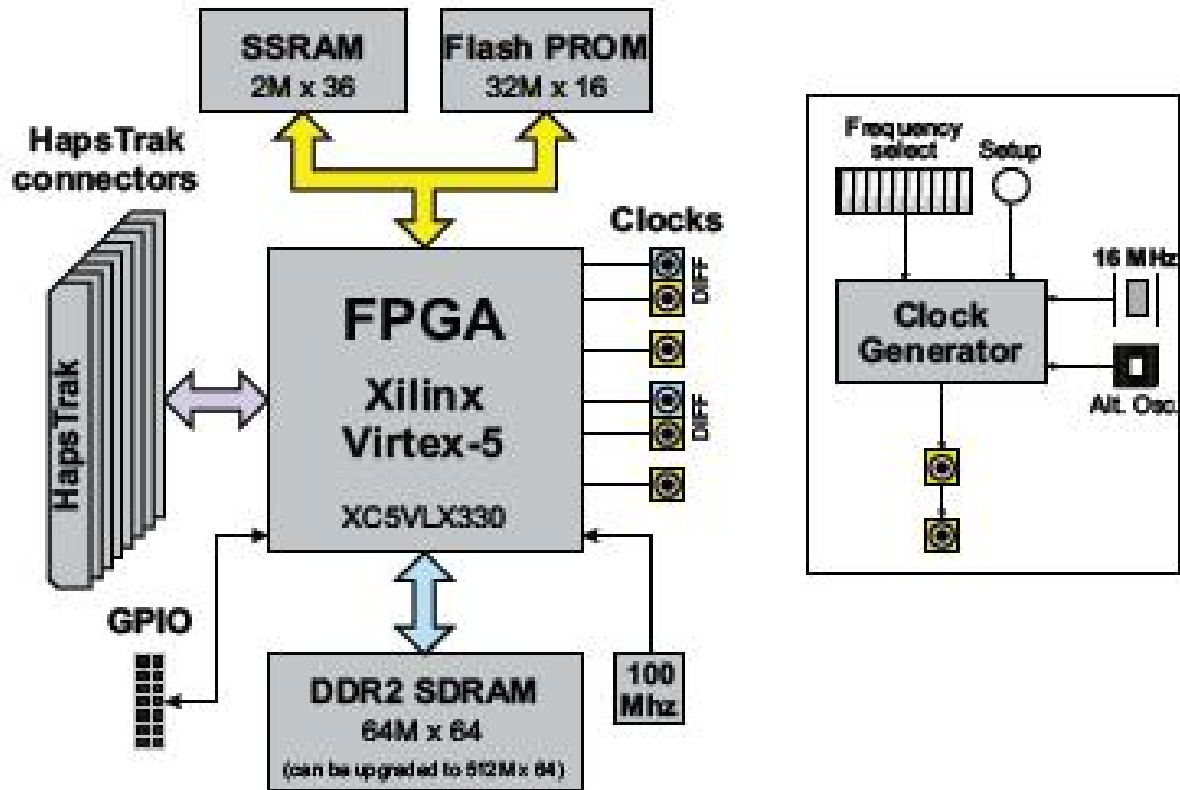 SSRAM
2M x 36
Flash PROM
32M x 16
HapsTrak
connectors
HapsTrak
FPGA
Xilinx
Virtex-5
XC5VLX330
Clocks
DIFF
DIFF
GPIO
DDR2 SDRAM
64M x 64
(can be upgraded to 512M x 64)
100
Mhz
Frequency
select
Setup
16 MHz
Clock
Generator
Alt. Osc.